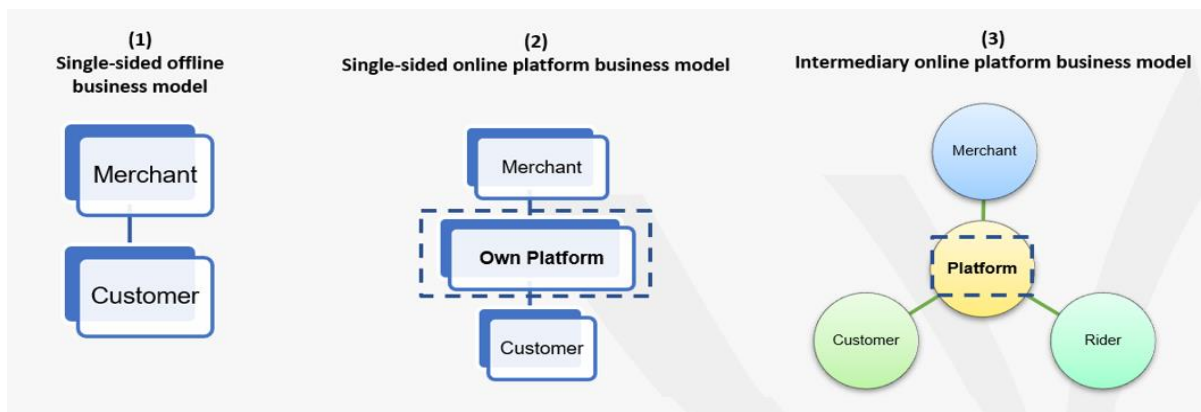 (1)
Single-sided offline
business model
Merchant
Customer
(2)
Single-sided online platform business model
Merchant
Own Platform
Customer
(3)
Intermediary online platform business model
Merchant
Platform
Customer
Rider